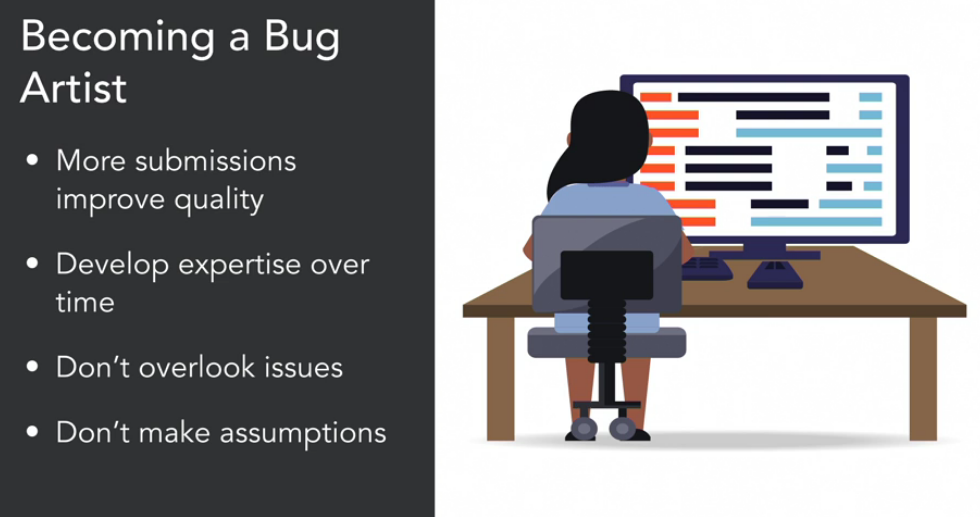 Becoming a Bug
Artist
• More submissions
improve quality
• Develop expertise over
time
• Don’t overlook issues
• Don’t make assumptions